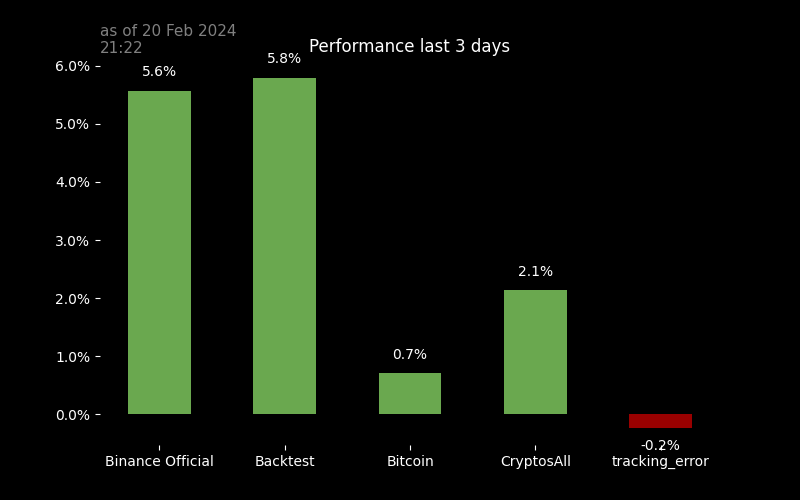 as of 20 Feb 2024
21:22
Performance last 3 days
6.0%
5.0%
4.0%
3.0%
2.0%
1.0%
0.0%
5.6%
5.8%
0.7%
2.1%
-0.2%
Binance Official
Backtest
Bitcoin
CryptosAll
tracking_error